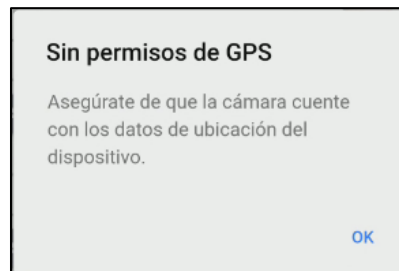 Sin permisos de GPS
Asegúrate de que la cámara cuente
con los datos de ubicación del
dispositivo.
OK